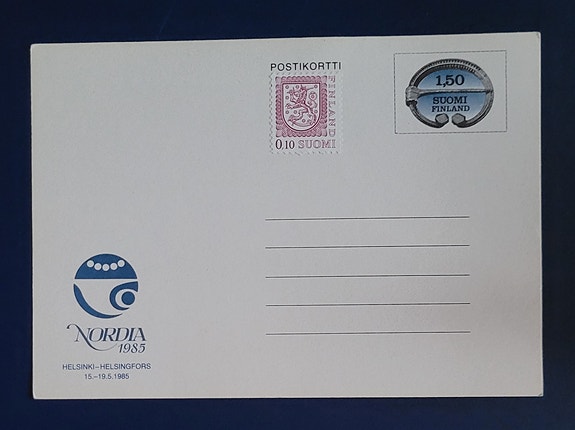 POSTIKORTTI
FINLAND
0,10 SUOMI
1,50
SUOMI
FINLAND
NORDIA
1985
HELSINKI–HELSINGFORS
15.–19.5.1985